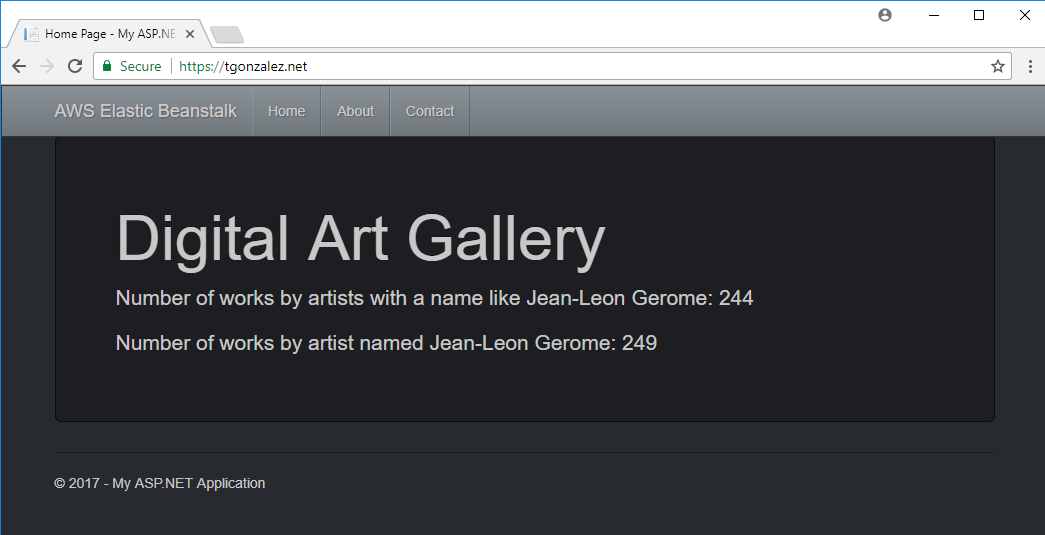 Home Page - My ASP.NE
Secure https://tgonzalez.net
AWS Elastic Beanstalk Home About Contact
Digital Art Gallery
Number of works by artists with a name like Jean-Leon Gerome: 244
Number of works by artist named Jean-Leon Gerome: 249
© 2017 - My ASP.NET Application